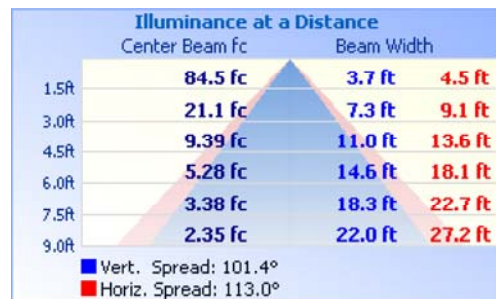 Illuminance at a Distance
Center Beam fc Beam Width
1.5ft 84.5 fc 3.7 ft 4.5 ft
3.0ft 21.1 fc 7.3 ft 9.1 ft
4.5ft 9.39 fc 11.0 ft 13.6 ft
6.0ft 5.28 fc 14.6 ft 18.1 ft
7.5ft 3.38 fc 18.3 ft 22.7 ft
9.0ft 2.35 fc 22.0 ft 27.2 ft
Vert. Spread: 101.4°
Horiz. Spread: 113.0°